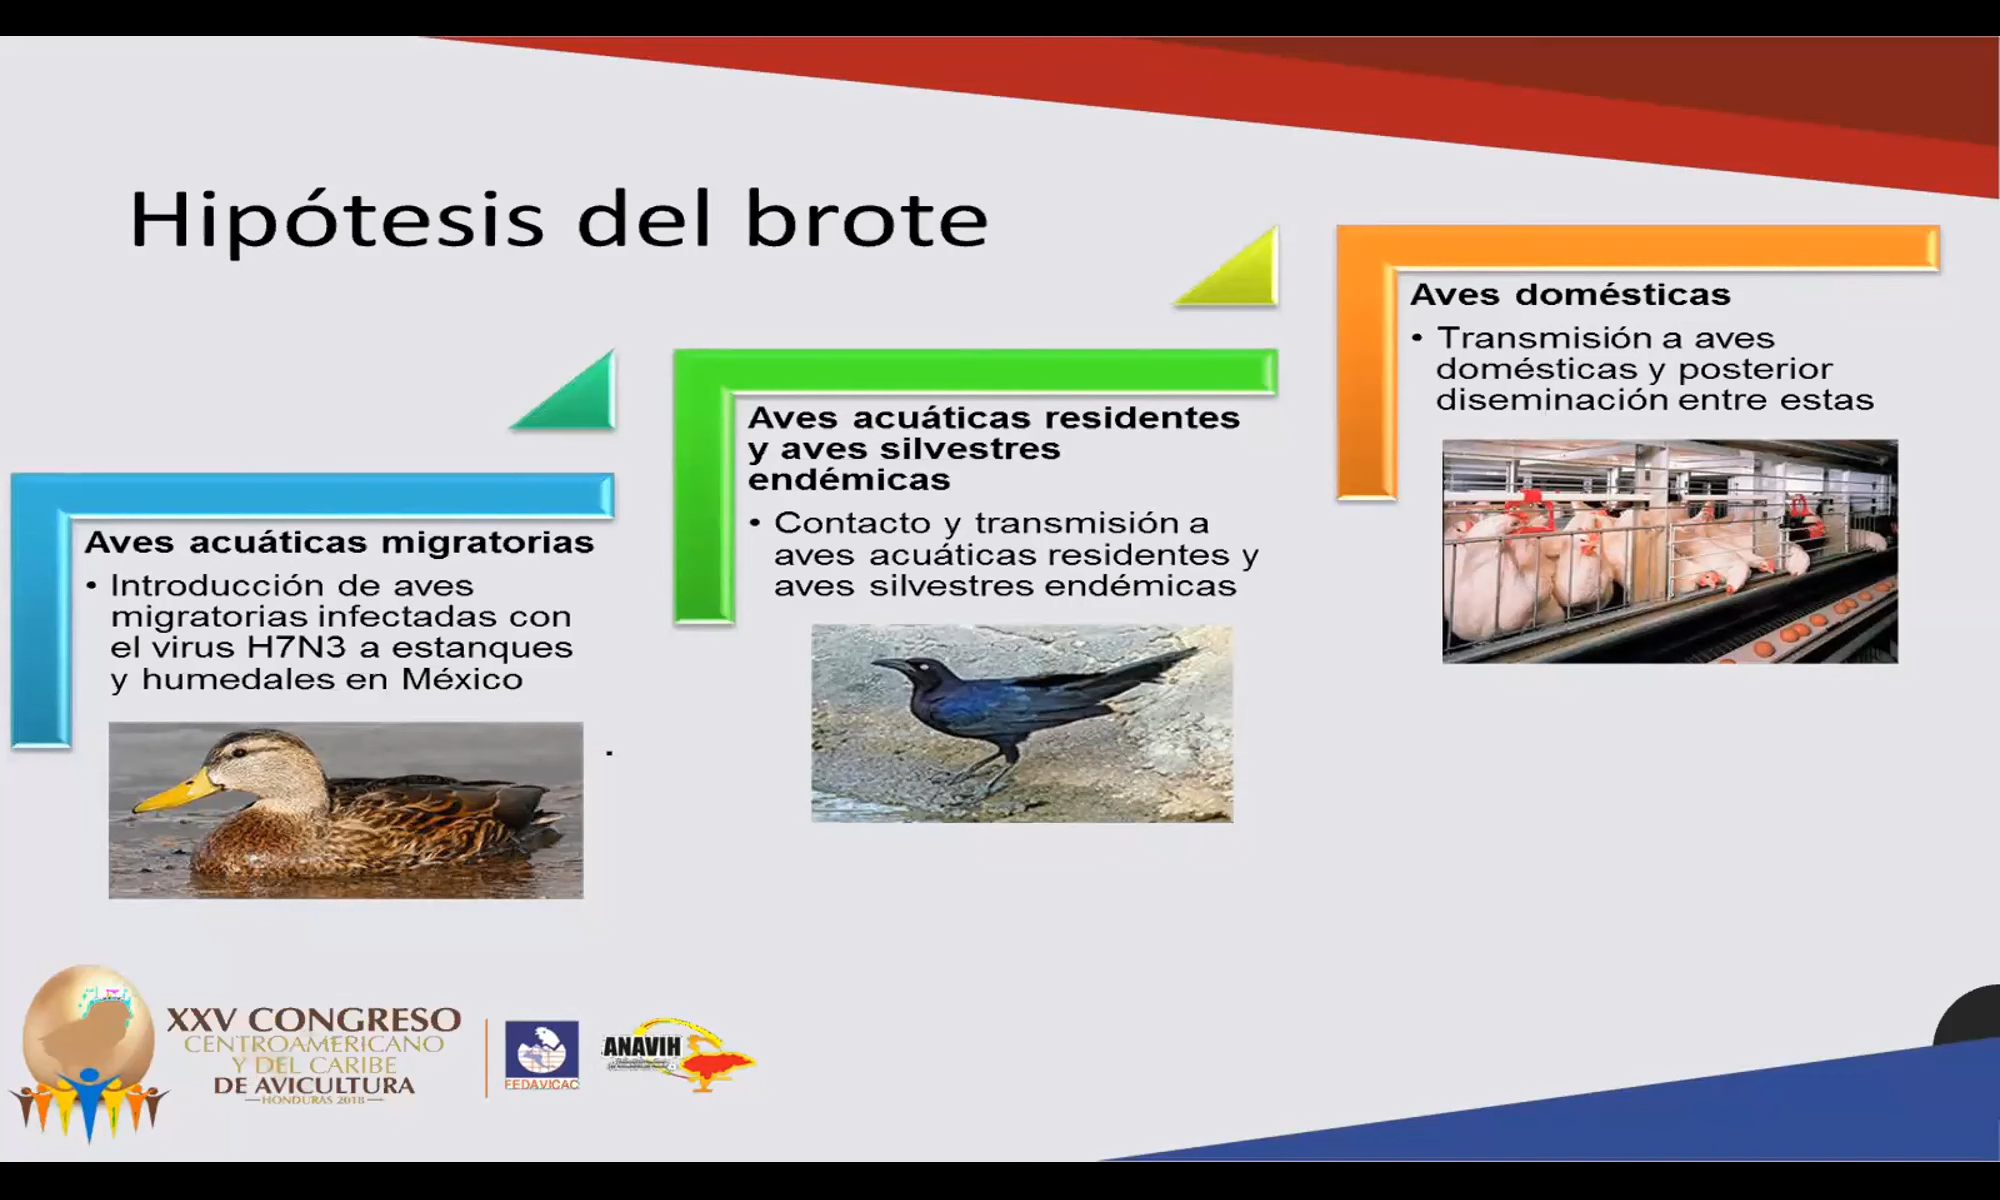 Hipótesis del brote
Aves acuáticas migratorias
• Introducción de aves
migratorias infectadas con
el virus H7N3 a estanques
y humedales en México
Aves acuáticas residentes
y aves silvestres
endémicas
• Contacto y transmisión a
aves acuáticas residentes y
aves silvestres endémicas
Aves domésticas
• Transmisión a aves
domésticas y posterior
diseminación entre estas
XXV CONGRESO
CENTROAMERICANO
Y DEL CARIBE
DE AVICULTURA
HONDURAS 2018
FEDAVICAC
ANAVIH